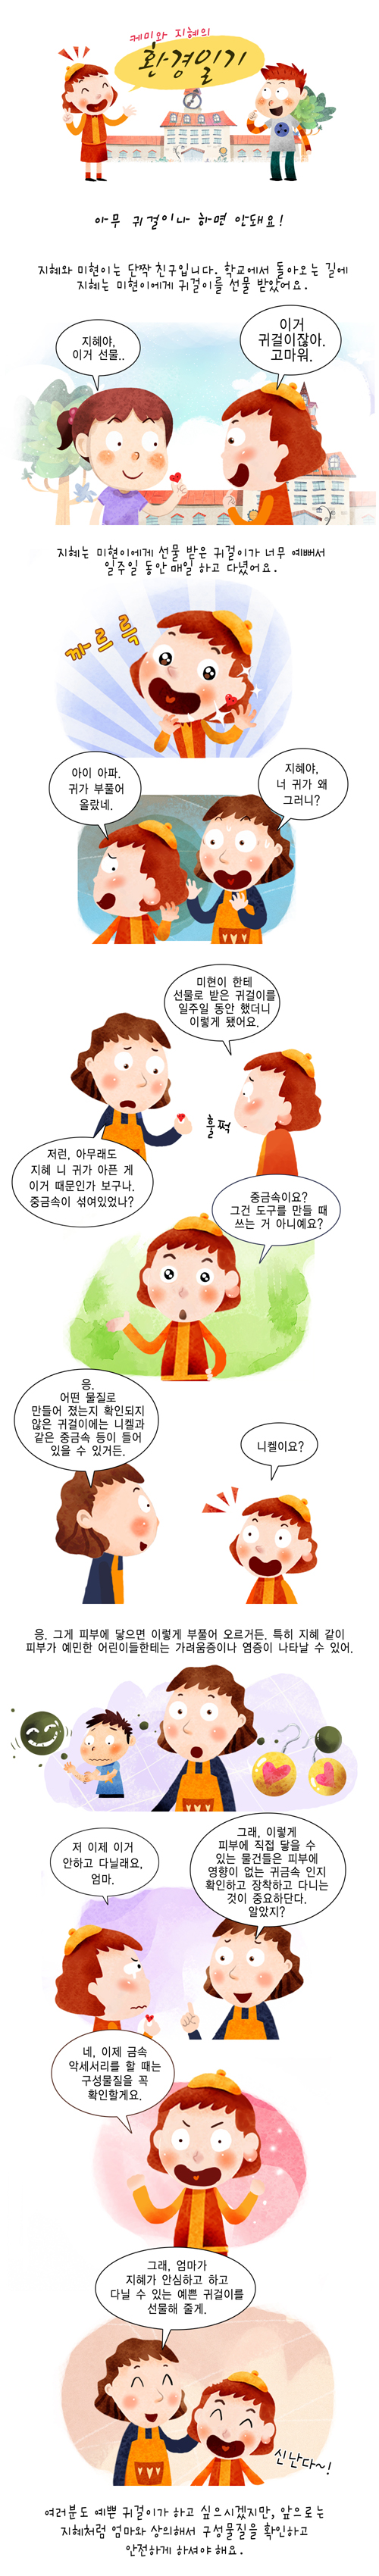 케미와 지혜의
환경일기
아무 귀걸이나 하면 안돼요!
지혜와 미현이는 단짝 친구입니다. 학교에서 돌아오는 길에
지혜는 미현이에게 귀걸이를 선물 받았어요.
지혜야,
이거 선물..
이거
귀걸이잖아.
고마워.
지혜는 미현이에게 선물 받은 귀걸이가 너무 예뻐서
일주일 동안 매일 하고 다녔어요.
까르륵
아이 아파.
귀가 부풀어
올랐네.
지혜야,
너 귀가 왜
그러니?
미현이 한테
선물로 받은 귀걸이를
일주일 동안 했더니
이렇게 됐어요.
훌쩍
저런, 아무래도
지혜 니 귀가 아픈 게
이거 때문인가 보구나.
중금속이 섞여있었나?
중금속이요?
그건 도구를 만들 때
쓰는 거 아니예요?
응.
어떤 물질로
만들어 졌는지 확인되지
않은 귀걸이에는 니켈과
같은 중금속 등이 들어
있을 수 있거든.
니켈이요?
응. 그게 피부에 닿으면 이렇게 부풀어 오르거든. 특히 지혜 같이
피부가 예민한 어린이들한테는 가려움증이나 염증이 나타날 수 있어.
저 이제 이거
안하고 다닐래요,
엄마.
그래, 이렇게
피부에 직접 닿을 수
있는 물건들은 피부에
영향이 없는 귀금속 인지
확인하고 장착하고 다니는
것이 중요하단다.
알았지?
네, 이제 금속
악세서리를 할 때는
구성물질을 꼭
확인할게요.
그래, 엄마가
지혜가 안심하고 하고
다닐 수 있는 예쁜 귀걸이를
선물해 줄게.
신난다~!
여러분도 예쁜 귀걸이가 하고 싶으시겠지만, 앞으로는
지혜처럼 엄마와 상의해서 구성물질을 확인하고
안전하게 하셔야 해요.